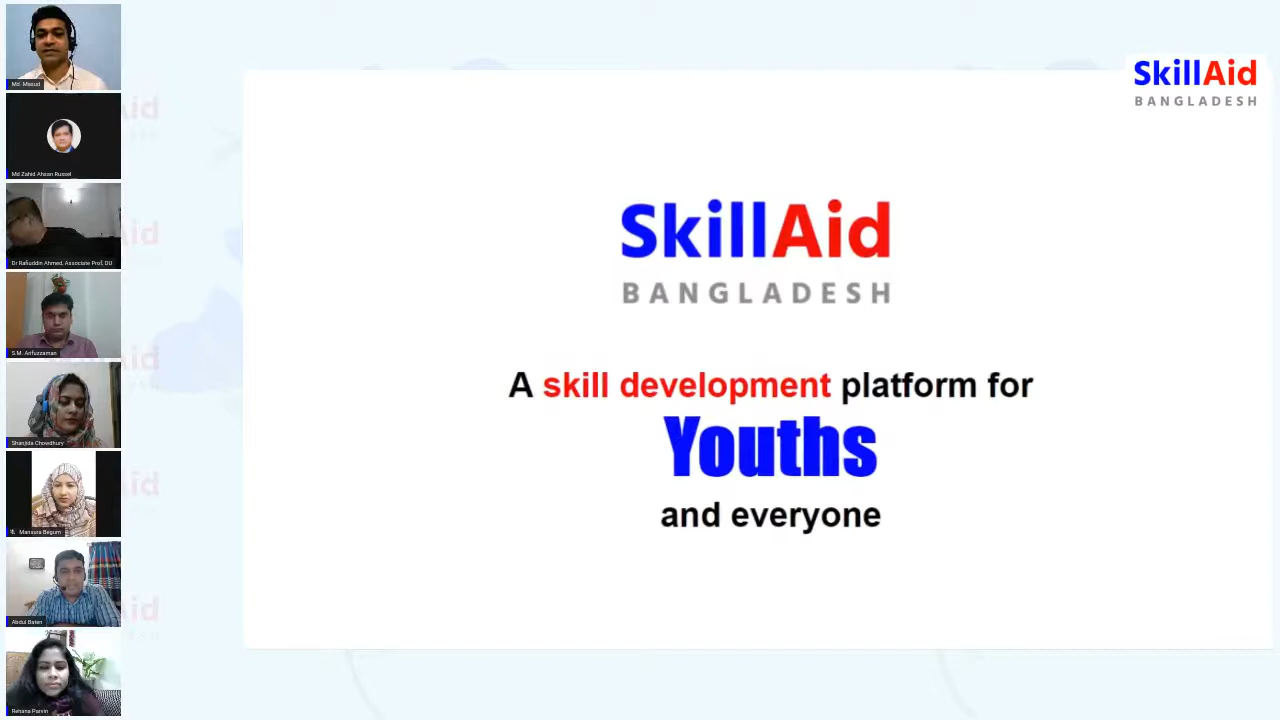 Md. Masud
Md Zahid Ahsan Russel
Dr Rafiuddin Ahmed, Associate Prof, DU
S.M. Arifuzzaman
Shanjida Chowdhury
Mansura Begum
Abdul Baten
Rehana Parvin
SkillAid
BANGLADESH
SkillAid
BANGLADESH
A skill development platform for
Youths
and everyone